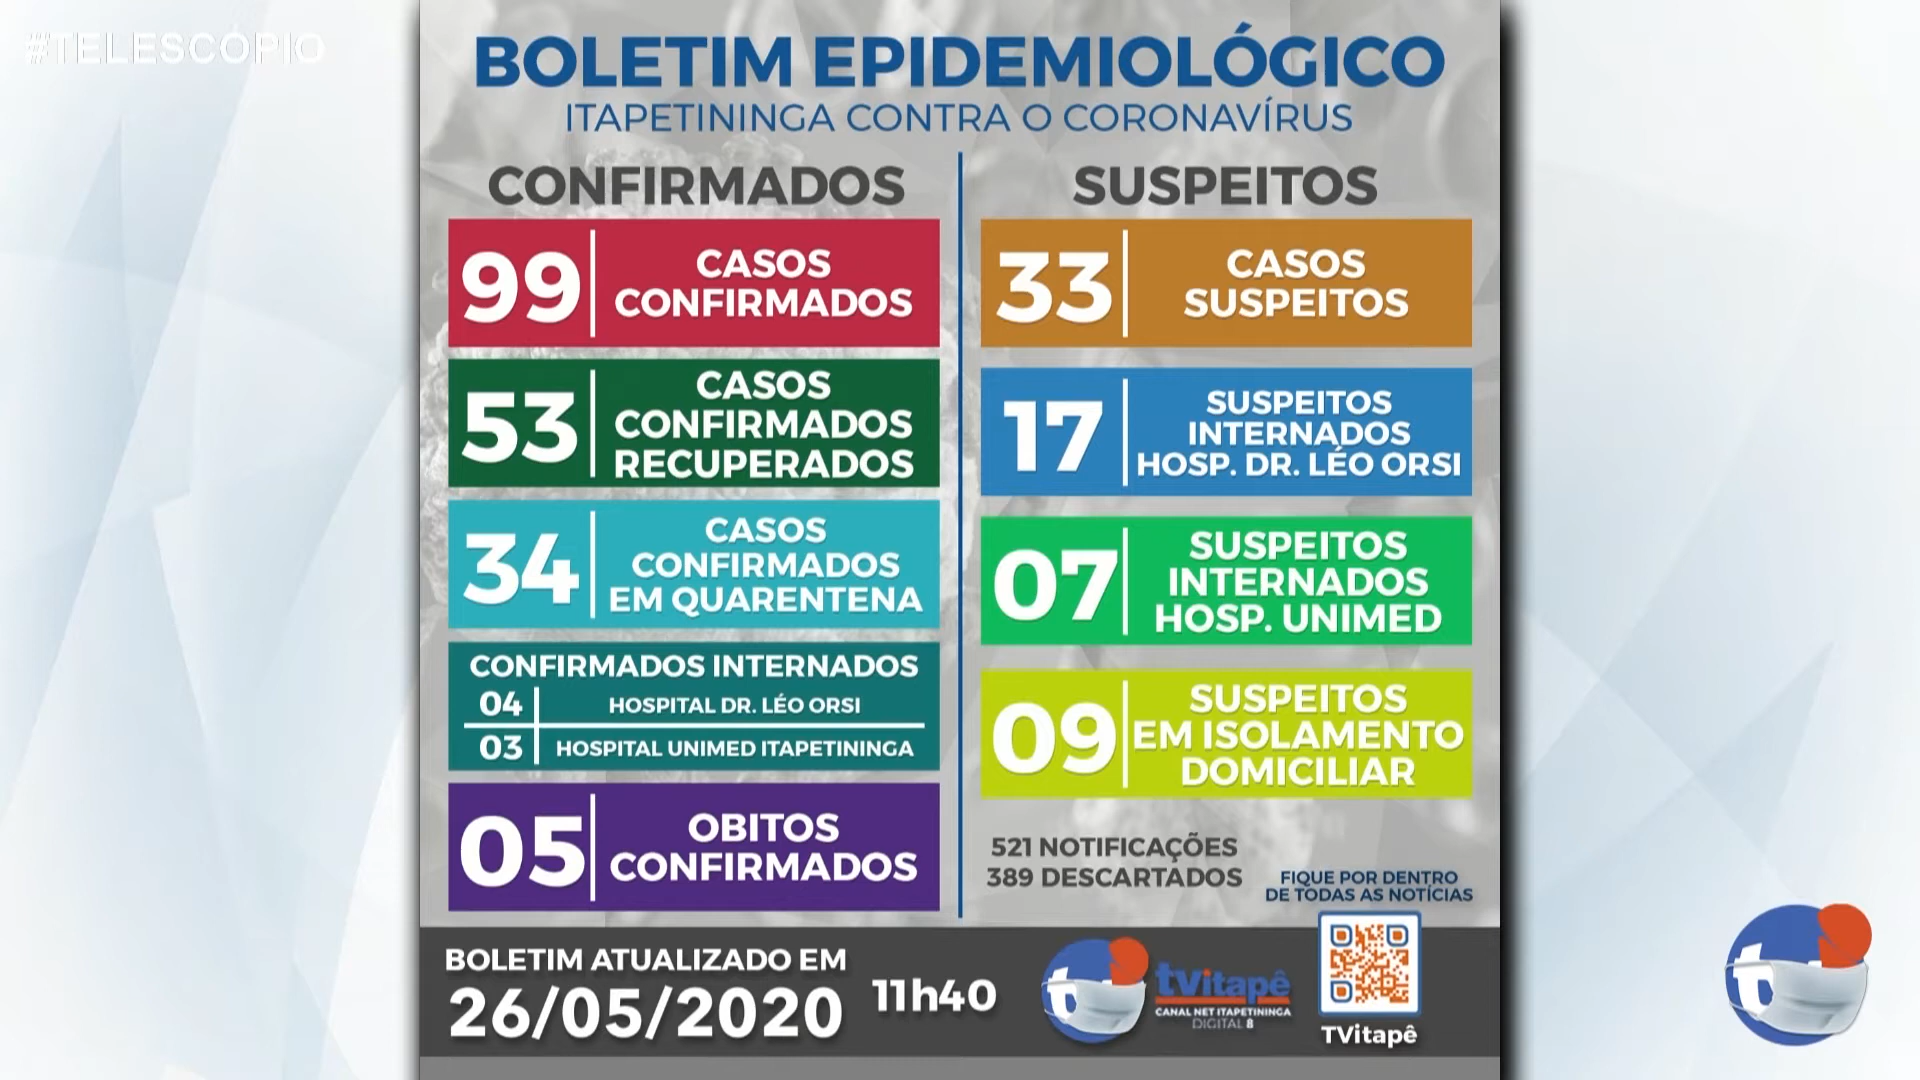 #TELESCÓPIO
BOLETIM EPIDEMIOLÓGICO
ITAPETININGA CONTRA O CORONAVÍRUS
CONFIRMADOS
99
CASOS
CONFIRMADOS
53
CASOS
CONFIRMADOS
RECUPERADOS
34
CASOS
CONFIRMADOS
EM QUARENTENA
CONFIRMADOS INTERNADOS
04 HOSPITAL DR. LÉO ORSI
03 HOSPITAL UNIMED ITAPETININGA
05
OBITOS
CONFIRMADOS
SUSPEITOS
33
CASOS
SUSPEITOS
17
SUSPEITOS
INTERNADOS
HOSP. DR. LÉO ORSI
07
SUSPEITOS
INTERNADOS
HOSP. UNIMED
09
SUSPEITOS
EM ISOLAMENTO
DOMICILIAR
521 NOTIFICAÇÕES
389 DESCARTADOS
FIQUE POR DENTRO
DE TODAS AS NOTÍCIAS
BOLETIM ATUALIZADO EM
26/05/2020
11h40
t
tvitapê
CANAL NET ITAPETININGA
DIGITAL 8
TVitapê
t